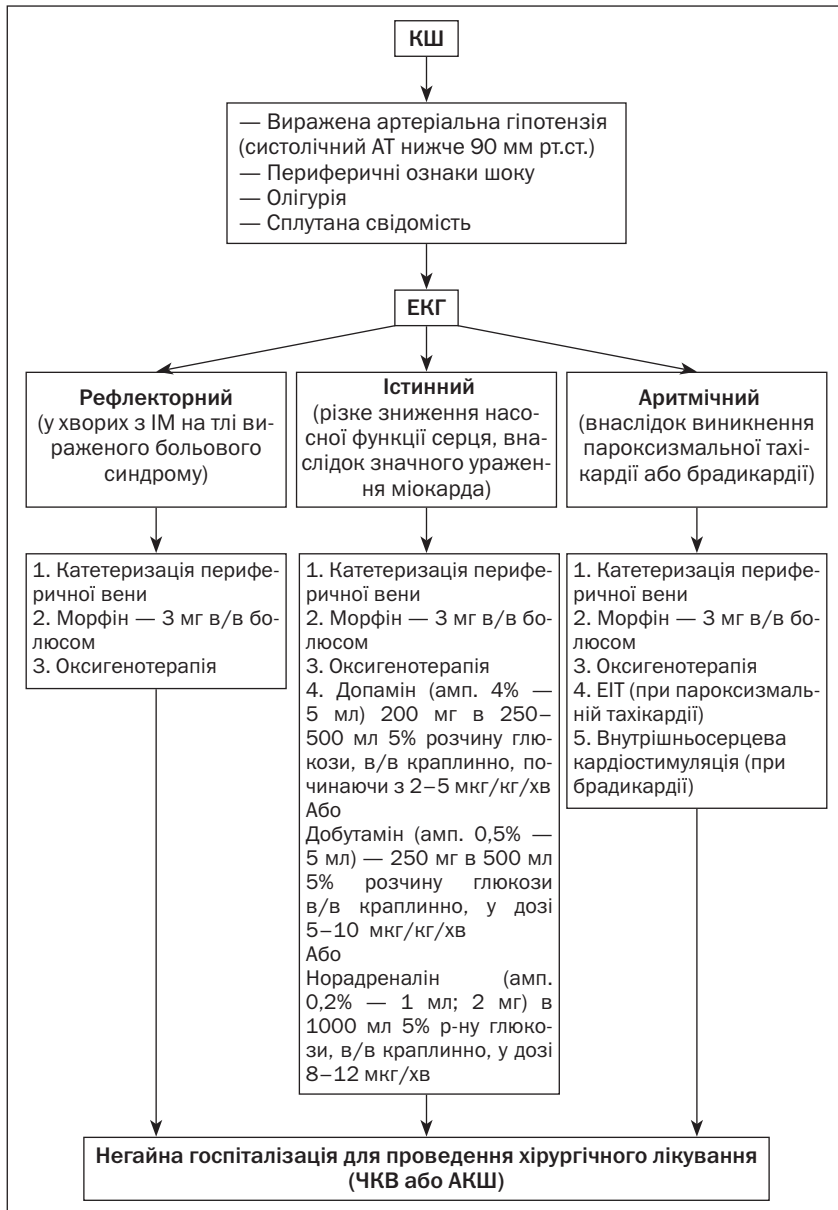 КШ
— Виражена артеріальна гіпотензія
(систолічний АТ нижче 90 мм рт.ст.)
— Периферичні ознаки шоку
— Олігурія
— Сплутана свідомість
ЕКГ
Рефлекторний
(у хворих з ІМ на тлі ви-
раженого больового
синдрому)
Істинний
(різке зниження насо-
сної функції серця, вна-
слідок значного уражен-
ня міокарда)
Аритмічний
(внаслідок виникнення
пароксизмальної тахі-
кардії або брадикардії)
1. Катетеризація перифе-
ричної вени
2. Морфін — 3 мг в/в бо-
люсом
3. Оксигенотерапія
1. Катетеризація перифе-
ричної вени
2. Морфін — 3 мг в/в бо-
люсом
3. Оксигенотерапія
4. Допамін (амп. 4% —
5 мл) 200 мг в 250–
500 мл 5% розчину глю-
кози, в/в краплинно, по-
чинаючи з 2–5 мкг/кг/хв
Або
Добутамін (амп. 0,5% —
5 мл) — 250 мг в 500 мл
5% розчину глюкози
в/в краплинно, у дозі
5–10 мкг/кг/хв
Або
Норадреналін (амп.
0,2% — 1 мл; 2 мг) в
1000 мл 5% р-ну глюко-
зи, в/в краплинно, у дозі
8–12 мкг/хв
1. Катетеризація перифе-
ричної вени
2. Морфін — 3 мг в/в бо-
люсом
3. Оксигенотерапія
4. ЕІТ (при пароксизмаль-
ній тахікардії)
5. Внутрішньосерцева
кардіостимуляція (при
брадикардії)
Негайна госпіталізація для проведення хірургічного лікування
(ЧКВ або АКШ)